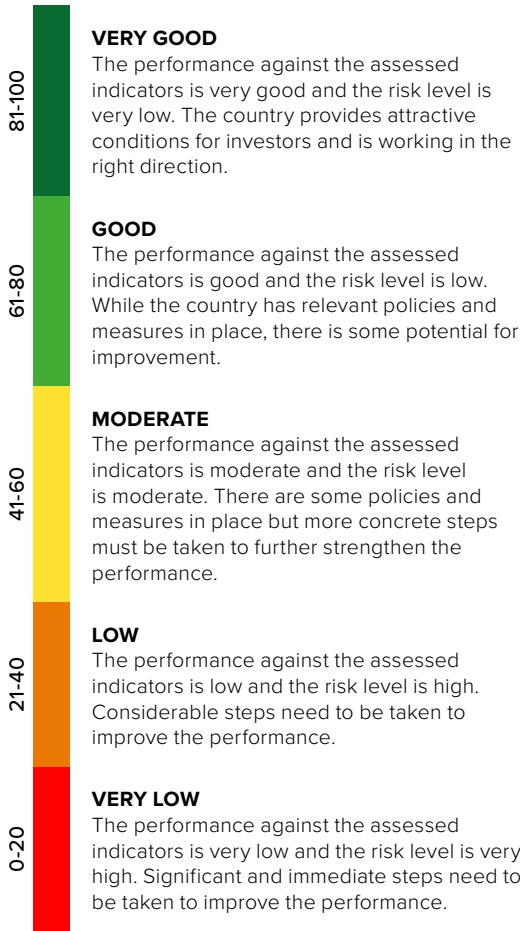 81-100
VERY GOOD
The performance against the assessed
indicators is very good and the risk level is
very low. The country provides attractive
conditions for investors and is working in the
right direction.
61-80
GOOD
The performance against the assessed
indicators is good and the risk level is low.
While the country has relevant policies and
measures in place, there is some potential for
improvement.
41-60
MODERATE
The performance against the assessed
indicators is moderate and the risk level
is moderate. There are some policies and
measures in place but more concrete steps
must be taken to further strengthen the
performance.
21-40
LOW
The performance against the assessed
indicators is low and the risk level is high.
Considerable steps need to be taken to
improve the performance.
0-20
VERY LOW
The performance against the assessed
indicators is very low and the risk level is very
high. Significant and immediate steps need to
be taken to improve the performance.